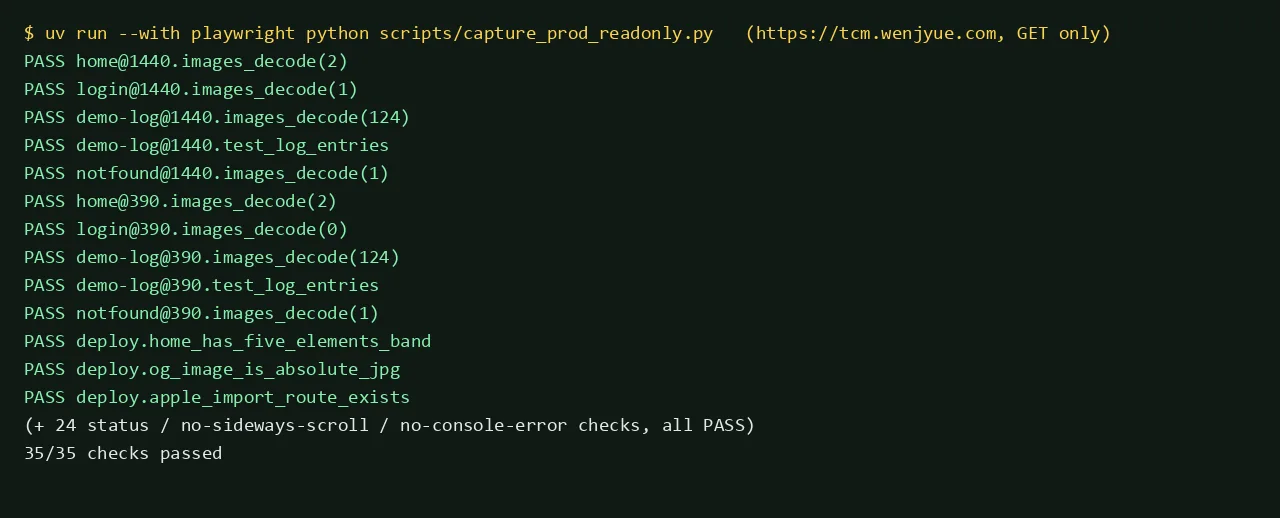 $ uv run --with playwright python scripts/capture_prod_readonly.py (https://tcm.wenjyue.com, GET only)
PASS home@1440.images_decode(2)
PASS login@1440.images_decode(1)
PASS demo-log@1440.images_decode(124)
PASS demo-log@1440.test_log_entries
PASS notfound@1440.images_decode(1)
PASS home@390.images_decode(2)
PASS login@390.images_decode(0)
PASS demo-log@390.images_decode(124)
PASS demo-log@390.test_log_entries
PASS notfound@390.images_decode(1)
PASS deploy.home_has_five_elements_band
PASS deploy.og_image_is_absolute_jpg
PASS deploy.apple_import_route_exists
(+ 24 status / no-sideways-scroll / no-console-error checks, all PASS)
35/35 checks passed